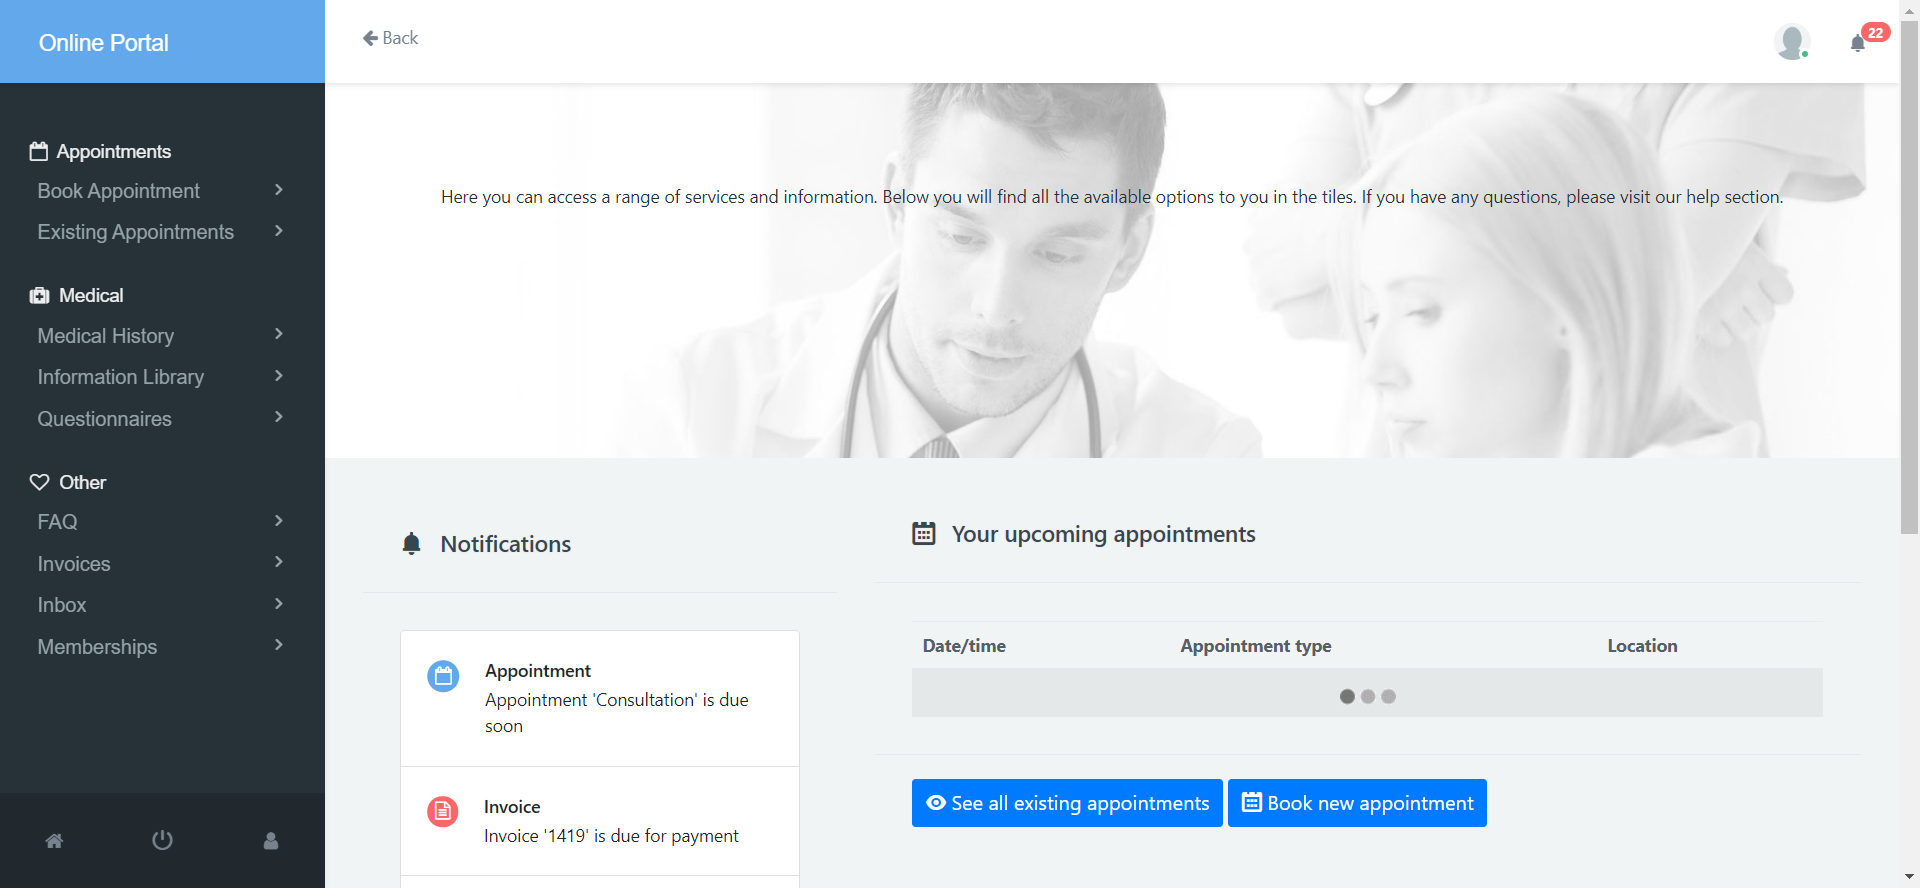 Online Portal
Back
22
Appointments
Book Appointment
Existing Appointments
Medical
Medical History
Information Library
Questionnaires
Other
FAQ
Invoices
Inbox
Memberships
Here you can access a range of services and information. Below you will find all the available options to you in the tiles. If you have any questions, please visit our help section.
Notifications
Appointment
Appointment 'Consultation' is due
soon
Invoice
Invoice '1419' is due for payment
Your upcoming appointments
Date/time Appointment type Location
See all existing appointments Book new appointment